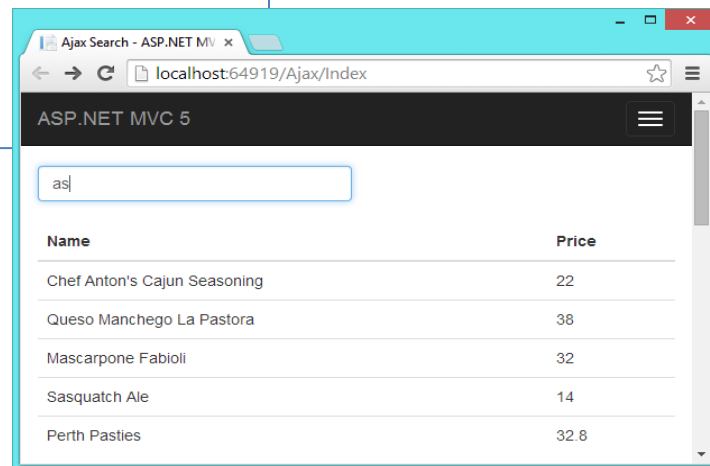 Ajax Search - ASP.NET MV
localhost:64919/Ajax/Index
ASP.NET MVC 5
as
Name Price
Chef Anton's Cajun Seasoning 22
Queso Manchego La Pastora 38
Mascarpone Fabioli 32
Sasquatch Ale 14
Perth Pasties 32.8